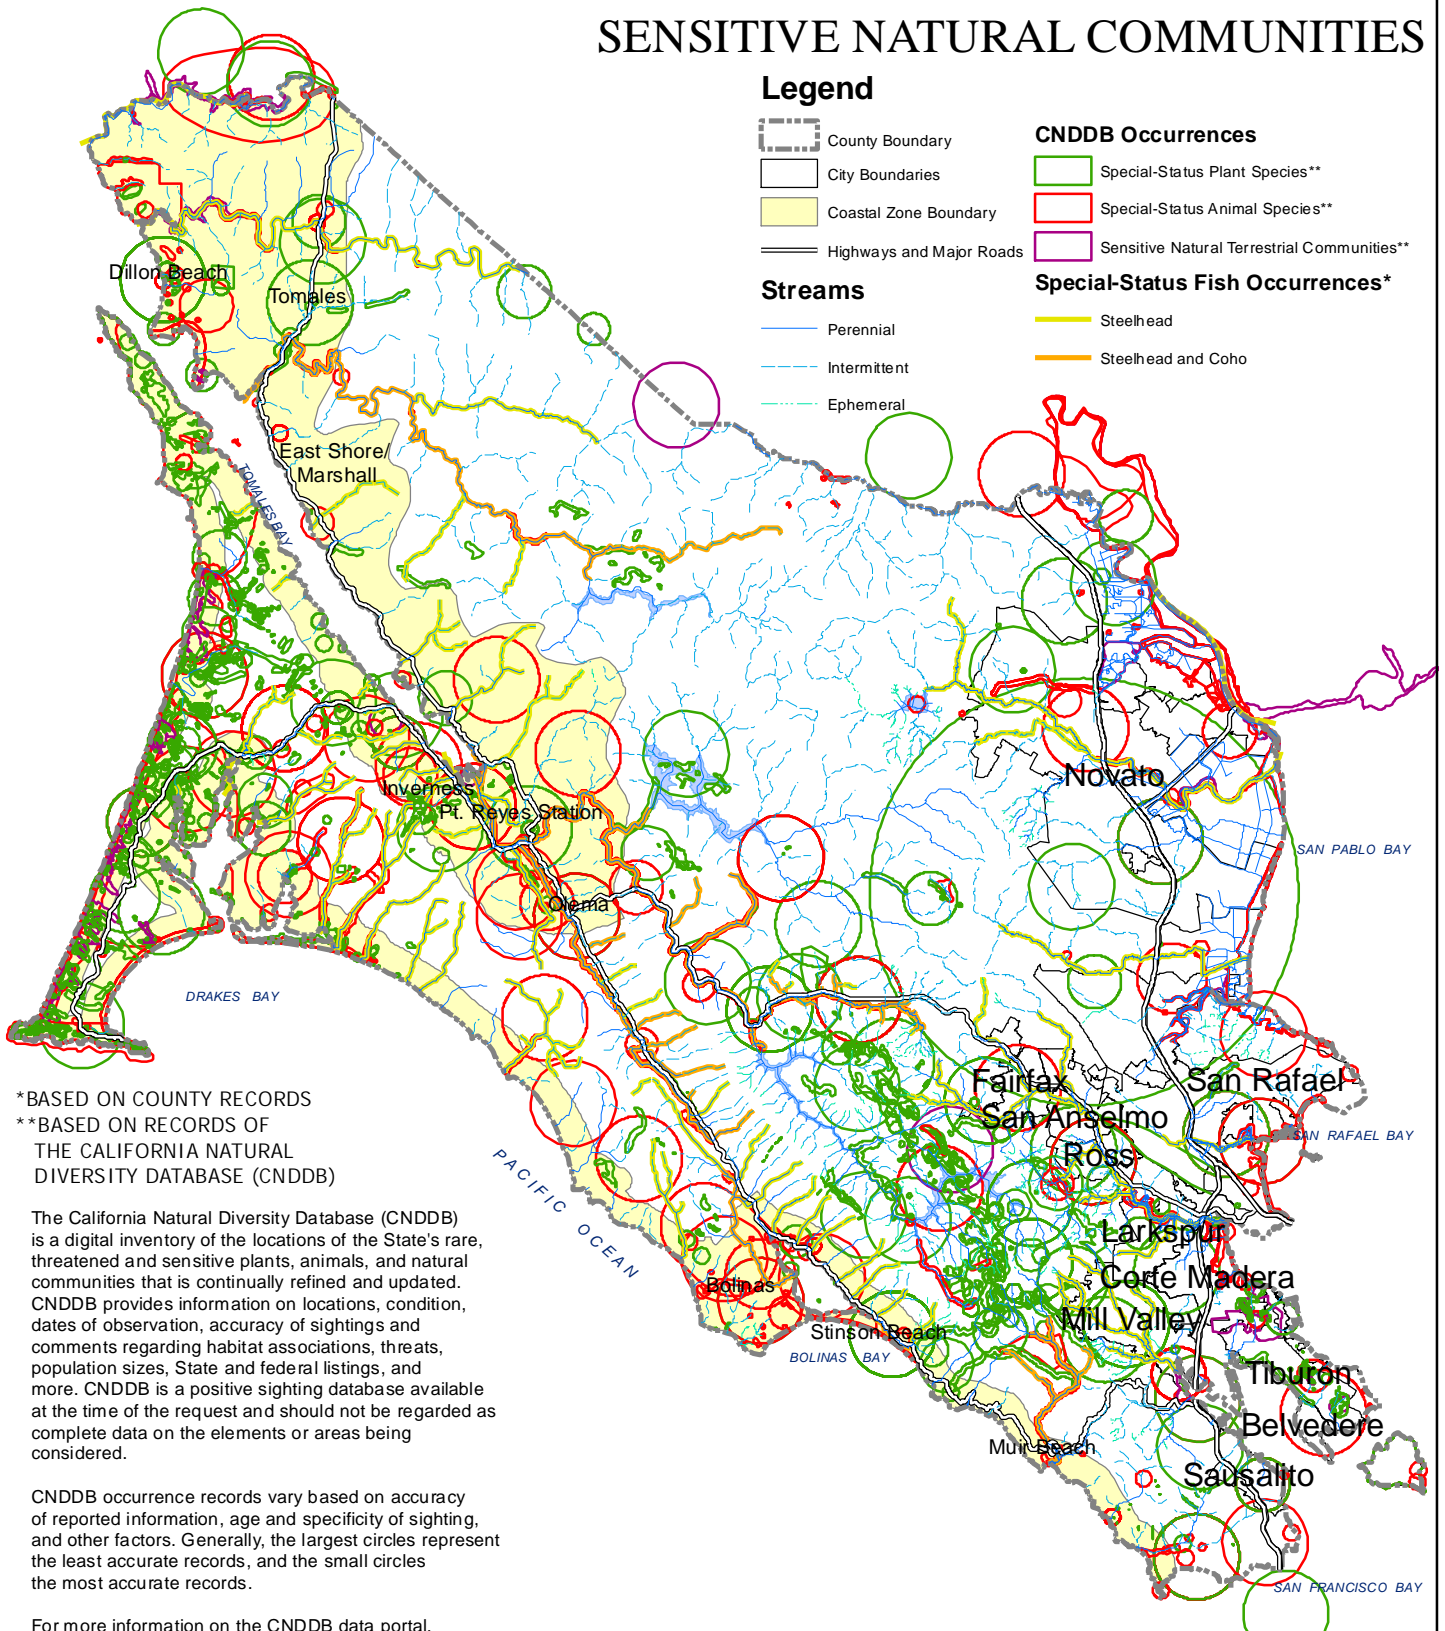 SENSITIVE NATURAL COMMUNITIES
Legend
County Boundary
City Boundaries
Coastal Zone Boundary
Highways and Major Roads
Streams
Perennial
Intermittent
Ephemeral
CNDDB Occurrences
Special-Status Plant Species**
Special-Status Animal Species**
Sensitive Natural Terrestrial Communities**
Special-Status Fish Occurrences*
Steelhead
Steelhead and Coho
Dillon Beach
Tomales
East Shore/
Marshall
TOMALES BAY
Inverness
Pt. Reyes Station
Olema
Novato
SAN PABLO BAY
DRAKES BAY
Fairfax
San Rafael
San Anselmo
SAN RAFAEL BAY
Ross
PACIFIC OCEAN
Larkspur
Corte Madera
Bolinas
Mill Valley
Stinson Beach
BOLINAS BAY
Tiburon
Belvedere
Muir Beach
Sausalito
SAN FRANCISCO BAY
*BASED ON COUNTY RECORDS
**BASED ON RECORDS OF
THE CALIFORNIA NATURAL
DIVERSITY DATABASE (CNDDB)
The California Natural Diversity Database (CNDDB)
is a digital inventory of the locations of the State's rare,
threatened and sensitive plants, animals, and natural
communities that is continually refined and updated.
CNDDB provides information on locations, condition,
dates of observation, accuracy of sightings and
comments regarding habitat associations, threats,
population sizes, State and federal listings, and
more. CNDDB is a positive sighting database available
at the time of the request and should not be regarded as
complete data on the elements or areas being
considered.
CNDDB occurrence records vary based on accuracy
of reported information, age and specificity of sighting,
and other factors. Generally, the largest circles represent
the least accurate records, and the small circles
the most accurate records.
For more information on the CNDDB data portal,